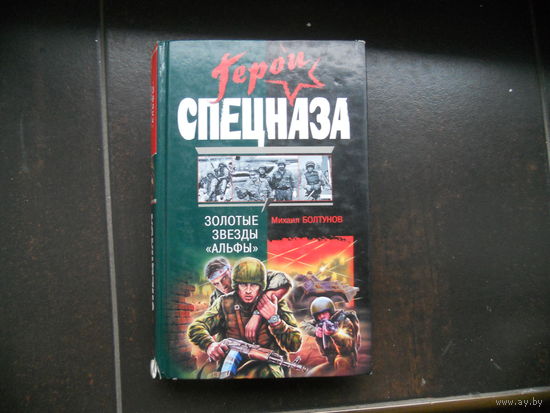 Герои
СПЕЦНАЗА
ЗОЛОТЫЕ
ЗВЕЗДЫ
«АЛЬФЫ»
Михаил БОЛТУНОВ
www.ay.by